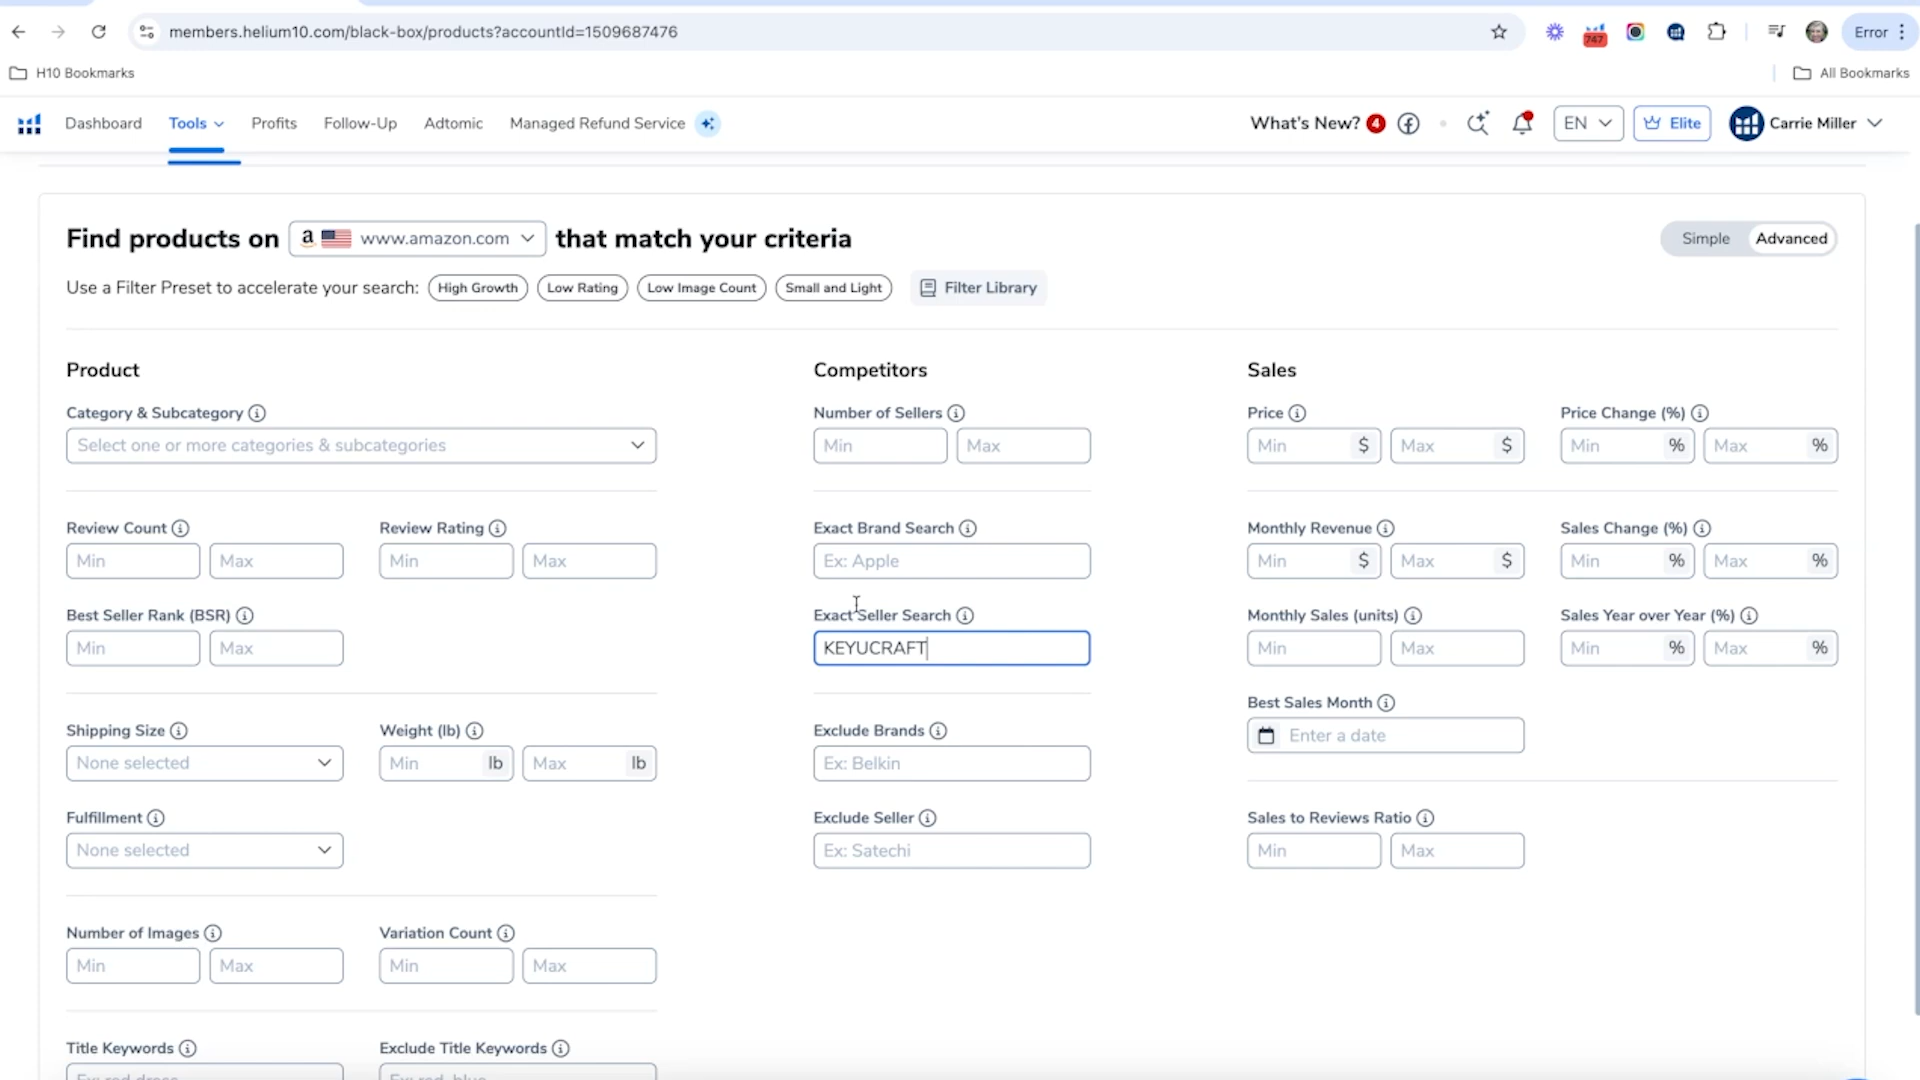 members.helium10.com/black-box/products?accountId=1509687476
747
Error
H10 Bookmarks
All Bookmarks
Dashboard Tools Profits Follow-Up Adtomic Managed Refund Service
What's New? 4 EN Elite Carrie Miller
Find products on a www.amazon.com that match your criteria
Simple Advanced
Use a Filter Preset to accelerate your search: High Growth Low Rating Low Image Count Small and Light Filter Library
Product Competitors Sales
Category & Subcategory Number of Sellers Price Price Change (%)
Select one or more categories & subcategories Min Max Min $ Max $ Min % Max %
Review Count Review Rating Exact Brand Search Monthly Revenue Sales Change (%)
Min Max Min Max Ex: Apple Min $ Max $ Min % Max %
Best Seller Rank (BSR) Exact Seller Search Monthly Sales (units) Sales Year over Year (%)
Min Max KEYUCRAFT Min Max Min % Max %
Best Sales Month
Shipping Size Weight (lb) Exclude Brands
Enter a date
None selected Min lb Max lb Ex: Belkin
Fulfillment Exclude Seller Sales to Reviews Ratio
None selected Ex: Satechi Min Max
Number of Images Variation Count
Min Max Min Max
Title Keywords Exclude Title Keywords
Ex: red dress Ex: red, blue